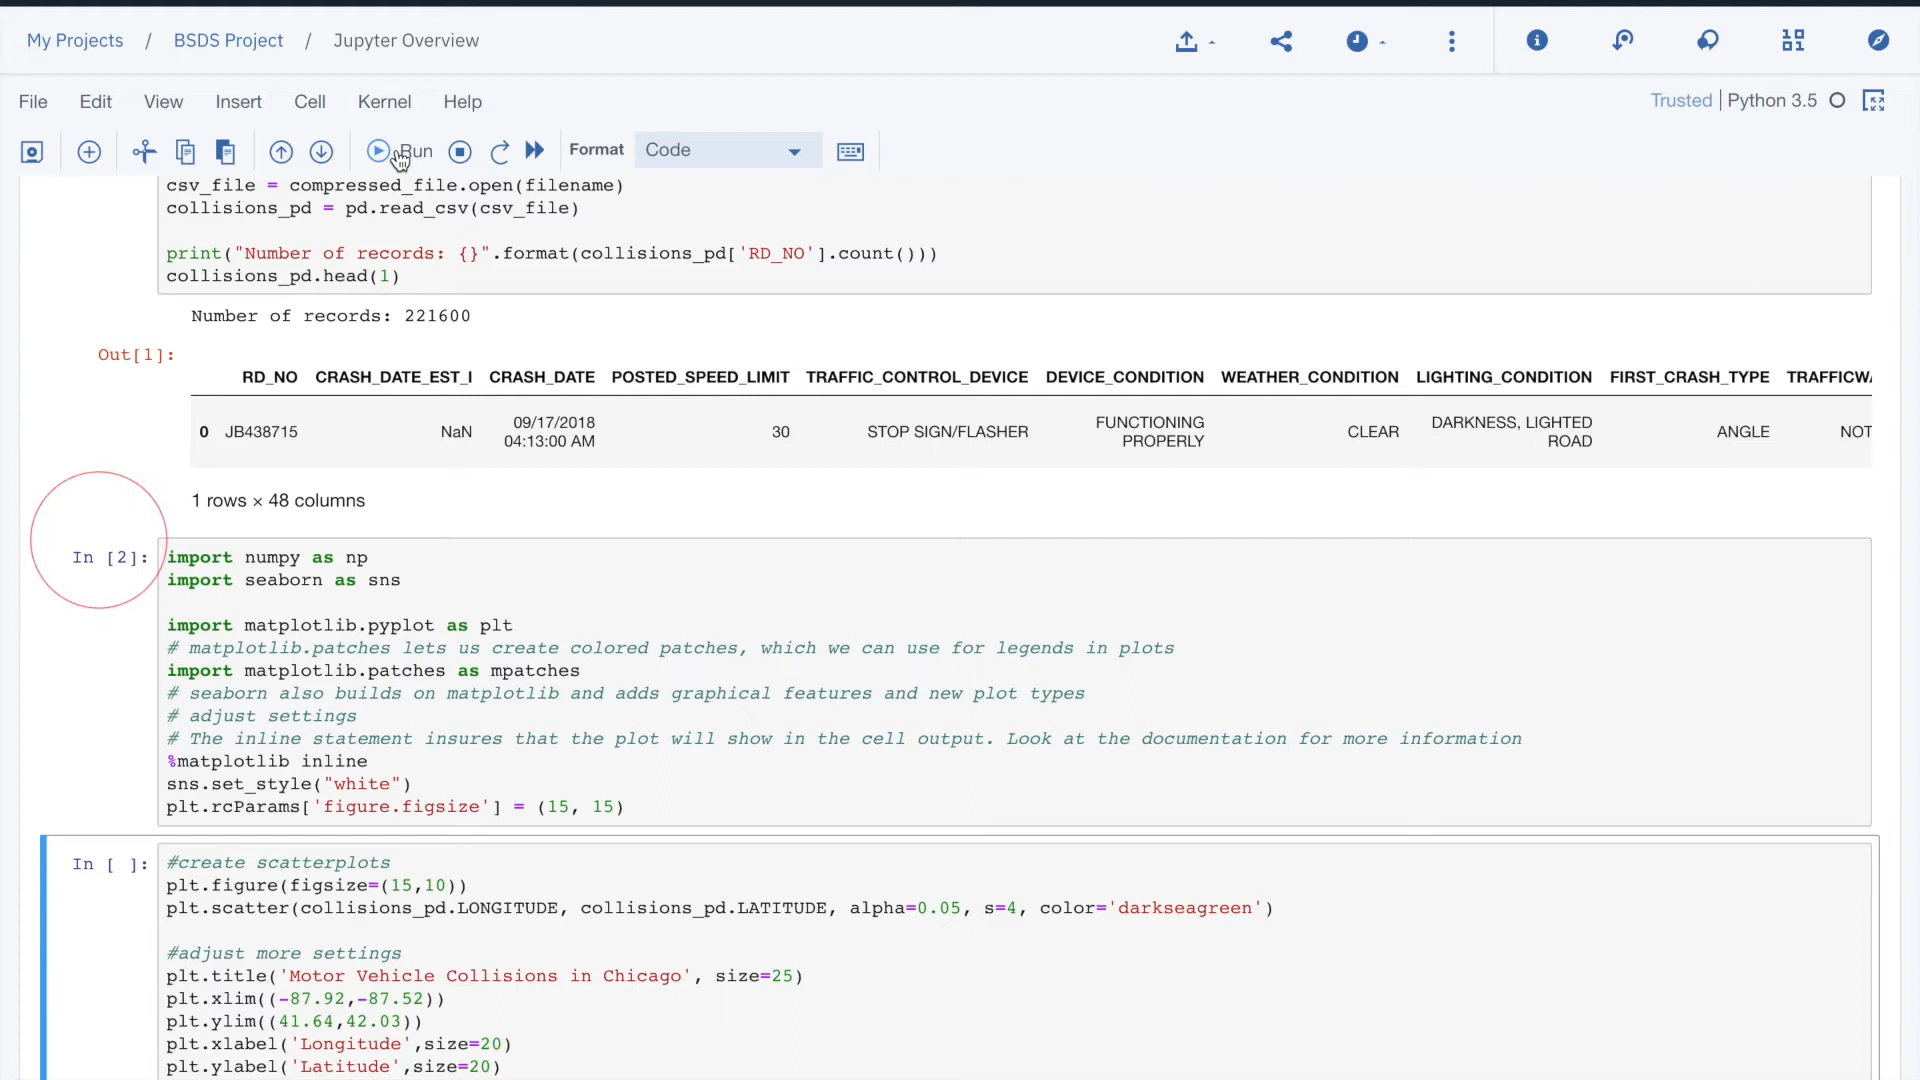 My Projects / BSDS Project / Jupyter Overview
File Edit View Insert Cell Kernel Help
Trusted | Python 3.5
Run Format Code
csv_file = compressed_file.open(filename)
collisions_pd = pd.read_csv(csv_file)
print("Number of records: {}".format(collisions_pd['RD_NO'].count()))
collisions_pd.head(1)
Number of records: 221600
Out[1]:
RD_NO CRASH_DATE_EST_I CRASH_DATE POSTED_SPEED_LIMIT TRAFFIC_CONTROL_DEVICE DEVICE_CONDITION WEATHER_CONDITION LIGHTING_CONDITION FIRST_CRASH_TYPE TRAFFICWA
0 JB438715 NaN 09/17/2018 04:13:00 AM 30 STOP SIGN/FLASHER FUNCTIONING PROPERLY CLEAR DARKNESS, LIGHTED ROAD ANGLE NOT
1 rows × 48 columns
In [2]: import numpy as np
import seaborn as sns
import matplotlib.pyplot as plt
# matplotlib.patches lets us create colored patches, which we can use for legends in plots
import matplotlib.patches as mpatches
# seaborn also builds on matplotlib and adds graphical features and new plot types
# adjust settings
# The inline statement insures that the plot will show in the cell output. Look at the documentation for more information
%matplotlib inline
sns.set_style("white")
plt.rcParams['figure.figsize'] = (15, 15)
In [ ]: #create scatterplots
plt.figure(figsize=(15,10))
plt.scatter(collisions_pd.LONGITUDE, collisions_pd.LATITUDE, alpha=0.05, s=4, color='darkseagreen')
#adjust more settings
plt.title('Motor Vehicle Collisions in Chicago', size=25)
plt.xlim((-87.92,-87.52))
plt.ylim((41.64,42.03))
plt.xlabel('Longitude',size=20)
plt.ylabel('Latitude',size=20)